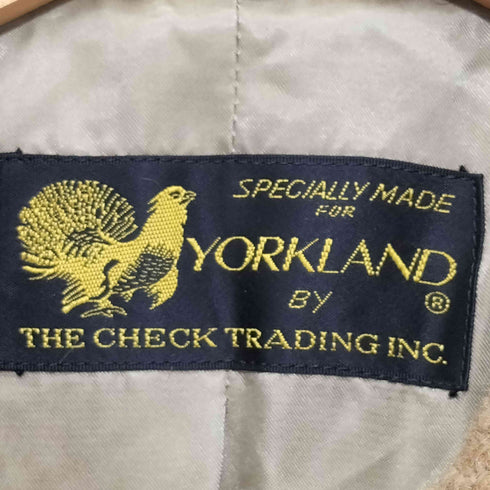 SPECIALLY MADE
FOR
YORKLAND
BY ®
THE CHECK TRADING INC.